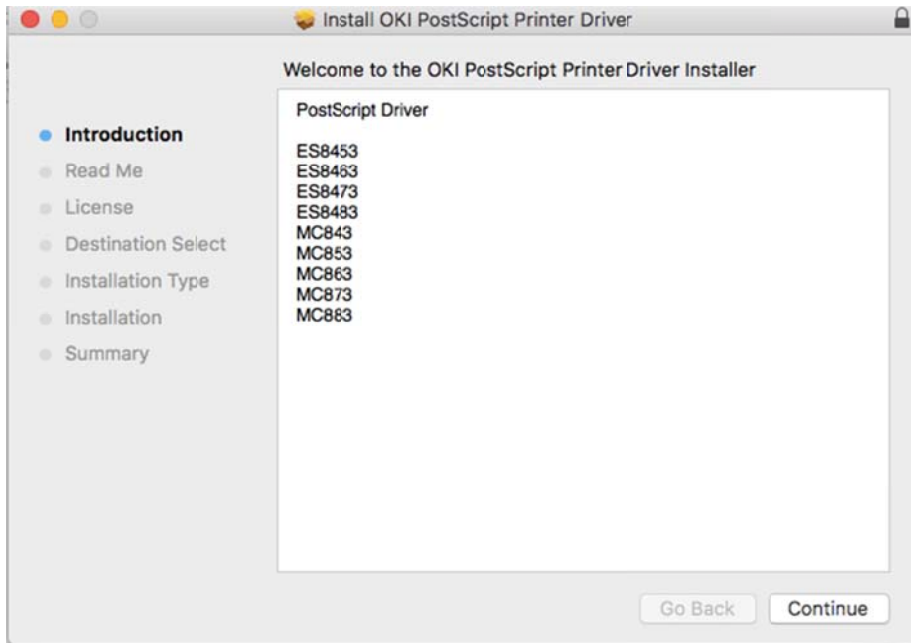 Install OKI PostScript Printer Driver
Welcome to the OKI PostScript Printer Driver Installer
Introduction
Read Me
License
Destination Select
Installation Type
Installation
Summary
PostScript Driver
ES8453
ES8463
ES8473
ES8483
MC843
MC853
MC863
MC873
MC883
Go Back
Continue